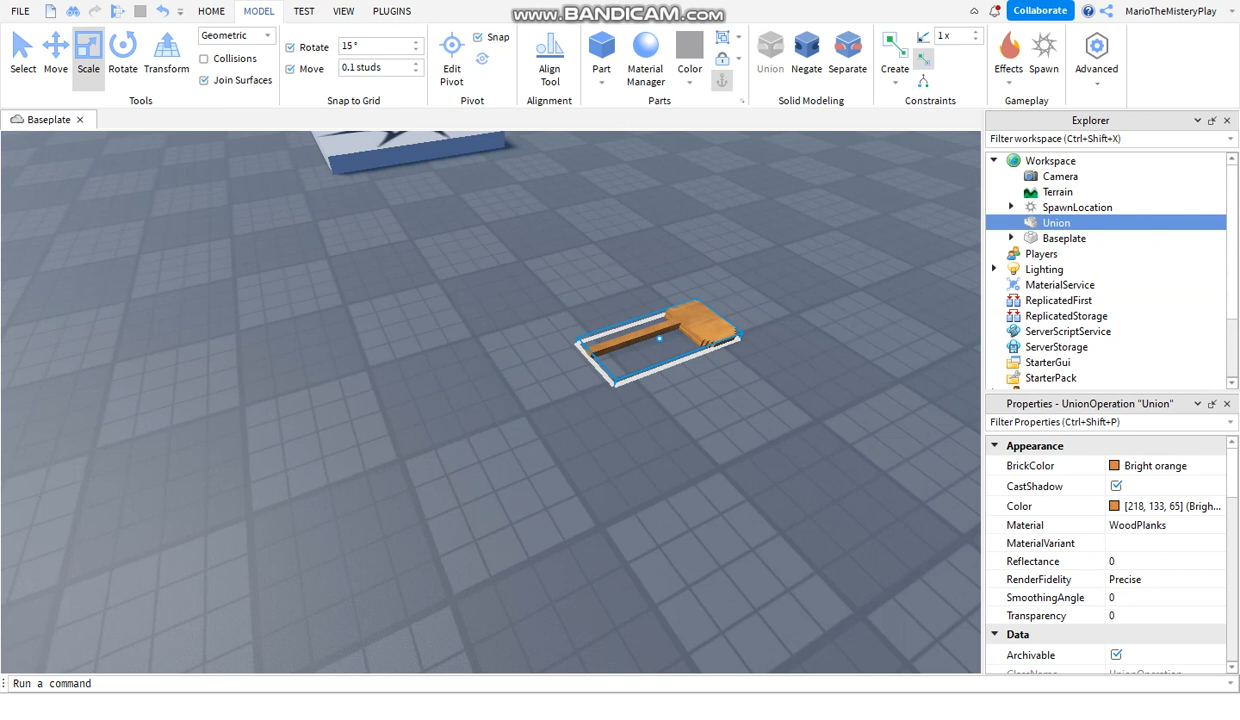 www.BANDICAM.com
FILE HOME MODEL TEST VIEW PLUGINS Collaborate MarioTheMisteryPlay
Select Move Scale Rotate Transform
Geometric
Collisions
Join Surfaces
Tools
Rotate 15°
Move 0.1 studs
Snap to Grid
Edit Pivot
Snap
Pivot
Align Tool
Alignment
Part Material Manager Color
Parts
Union Negate Separate
Solid Modeling
Create 1x
Constraints
Effects Spawn
Gameplay
Advanced
Baseplate
Explorer
Filter workspace (Ctrl+Shift+X)
Workspace
Camera
Terrain
SpawnLocation
Union
Baseplate
Players
Lighting
MaterialService
ReplicatedFirst
ReplicatedStorage
ServerScriptService
ServerStorage
StarterGui
StarterPack
Properties - UnionOperation "Union"
Filter Properties (Ctrl+Shift+P)
Appearance
BrickColor Bright orange
CastShadow
Color [218, 133, 65] (Brigh...
Material WoodPlanks
MaterialVariant
Reflectance 0
RenderFidelity Precise
SmoothingAngle 0
Transparency 0
Data
Archivable
ClassName UnionOperation
Run a command